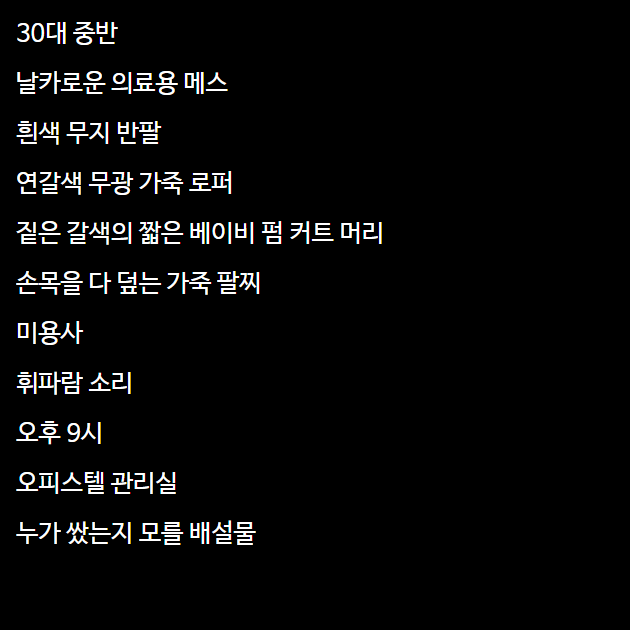 30대 중반
날카로운 의료용 메스
흰색 무지 반팔
연갈색 무광 가죽 로퍼
짙은 갈색의 짧은 베이비 펌 커트 머리
손목을 다 덮는 가죽 팔찌
미용사
휘파람 소리
오후 9시
오피스텔 관리실
누가 쌌는지 모를 배설물